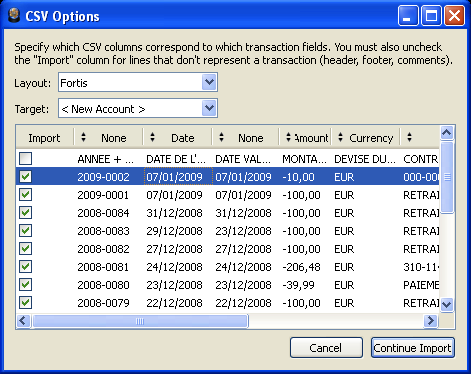 CSV Options
Specify which CSV columns correspond to which transaction fields. You must also uncheck
the "Import" column for lines that don't represent a transaction (header, footer, comments).
Layout: Fortis
Target: < New Account >
Import None Date None Amount Currency
ANNEE + ... DATE DE L'... DATE VAL... MONTA... DEVISE DU... CONTR
2009-0002 07/01/2009 07/01/2009 -10,00 EUR 000-00
2009-0001 07/01/2009 07/01/2009 -100,00 EUR RETRAI
2008-0084 31/12/2008 31/12/2008 -100,00 EUR RETRAI
2008-0083 29/12/2008 23/12/2008 -100,00 EUR RETRAI
2008-0082 27/12/2008 27/12/2008 -100,00 EUR RETRAI
2008-0081 24/12/2008 24/12/2008 -206,48 EUR 310-11
2008-0080 23/12/2008 23/12/2008 -39,99 EUR PAIEME
2008-0079 22/12/2008 22/12/2008 -100,00 EUR RETRAI
Cancel Continue Import